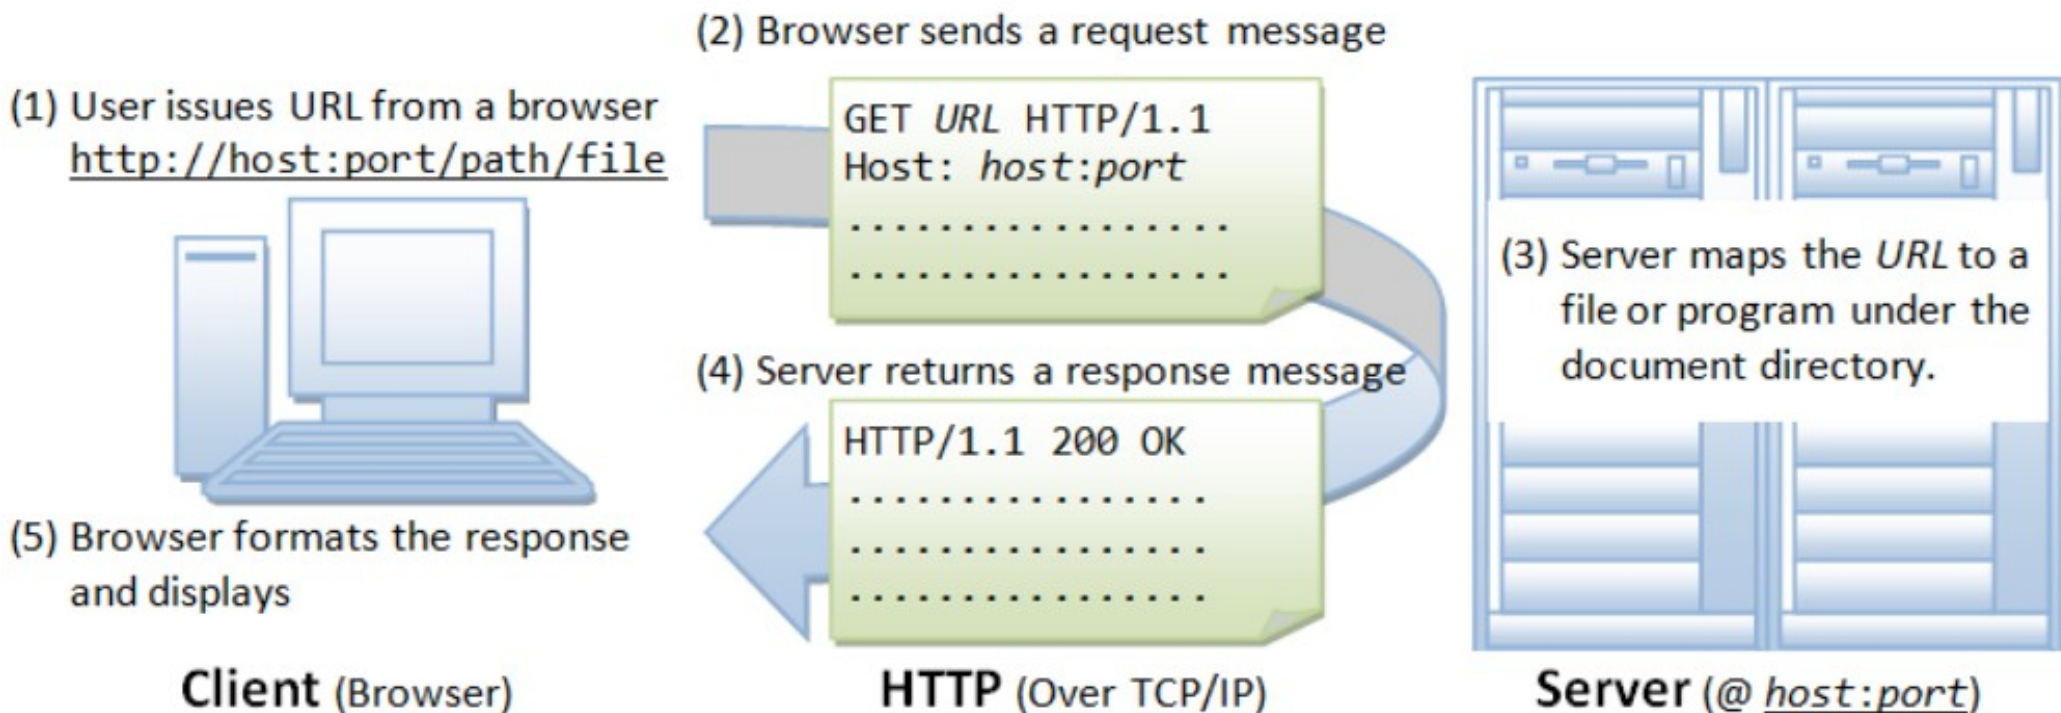 (1) User issues URL from a browser
http://host:port/path/file
(2) Browser sends a request message
GET URL HTTP/1.1
Host: host:port
..................
..................
(3) Server maps the URL to a
file or program under the
document directory.
(4) Server returns a response message
HTTP/1.1 200 OK
.................
.................
.................
(5) Browser formats the response
and displays
Client (Browser)
HTTP (Over TCP/IP)
Server (@ host:port)